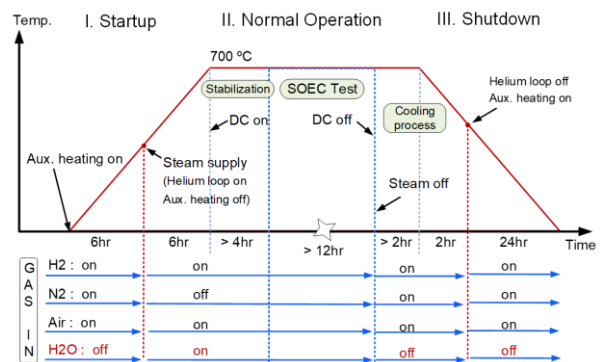 Temp.
I. Startup
II. Normal Operation
III. Shutdown
700 ºC
Stabilization
SOEC Test
Helium loop off
Aux. heating on
DC on
DC off
Cooling
process
Aux. heating on
Steam supply
(Helium loop on
Aux. heating off)
Steam off
6hr
6hr
> 4hr
> 12hr
> 2hr
2hr
24hr
Time
GAS IN
H2 : on
on
on
on
N2 : on
off
on
on
Air : on
on
on
on
H2O : off
on
off
off